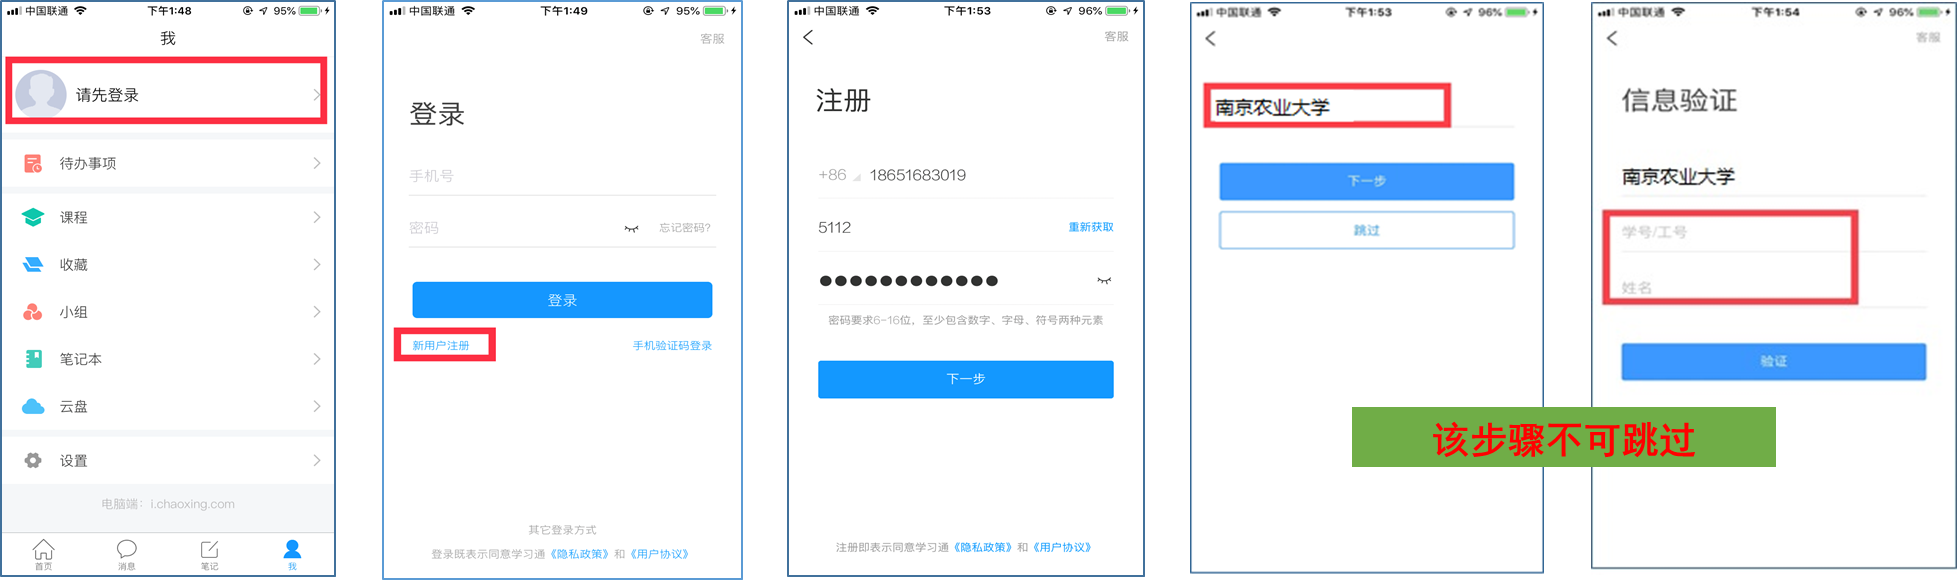 中国联通 下午1:48 95%
我
请先登录
待办事项
课程
收藏
小组
笔记本
云盘
设置
电脑端：i.chaoxing.com
首页 消息 笔记 我
中国联通 下午1:49 95%
客服
登录
手机号
密码 忘记密码?
登录
新用户注册 手机验证码登录
其它登录方式
登录既表示同意学习通《隐私政策》和《用户协议》
中国联通 下午1:53 96%
客服
注册
+86 18651683019
5112 重新获取
密码要求6-16位，至少包含数字、字母、符号两种元素
下一步
注册即表示同意学习通《隐私政策》和《用户协议》
中国联通 下午1:53 96%
南京农业大学
下一步
跳过
中国联通 下午1:54 96%
客服
信息验证
南京农业大学
学号/工号
姓名
验证
该步骤不可跳过